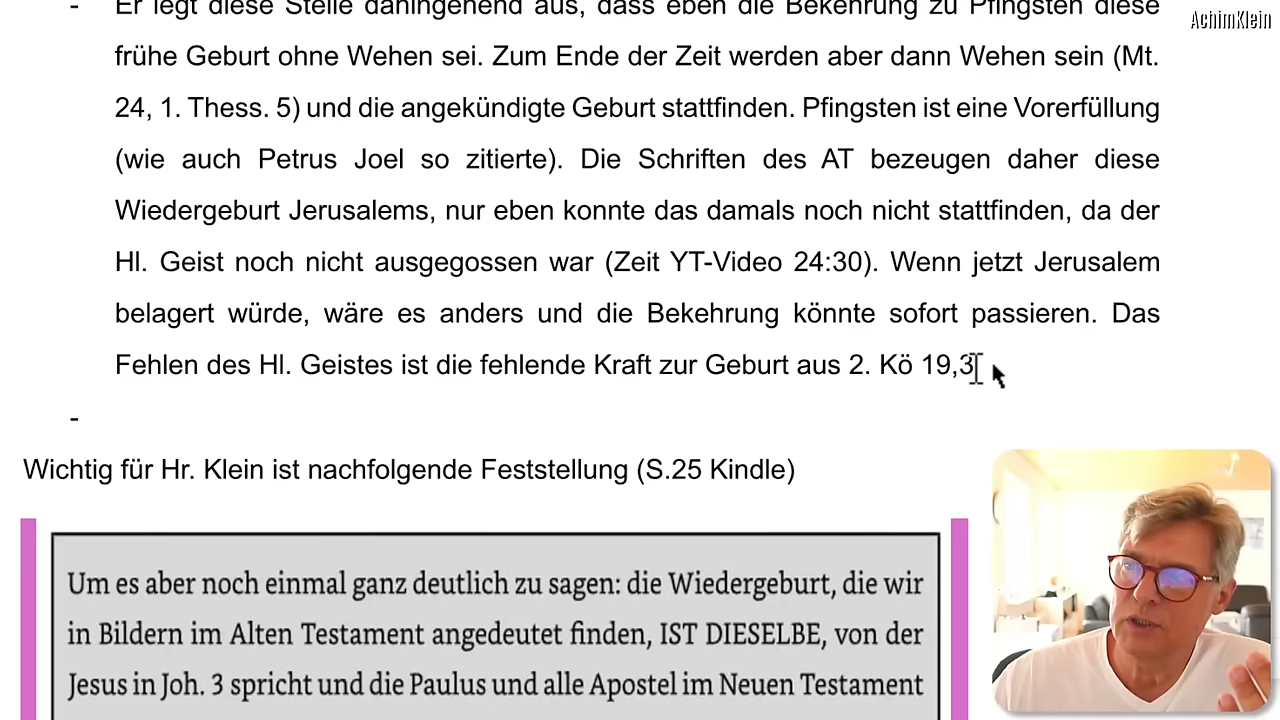 AchimKlein
- Er legt diese Stelle dahingehend aus, dass eben die Bekehrung zu Pfingsten diese
frühe Geburt ohne Wehen sei. Zum Ende der Zeit werden aber dann Wehen sein (Mt.
24, 1. Thess. 5) und die angekündigte Geburt stattfinden. Pfingsten ist eine Vorerfüllung
(wie auch Petrus Joel so zitierte). Die Schriften des AT bezeugen daher diese
Wiedergeburt Jerusalems, nur eben konnte das damals noch nicht stattfinden, da der
Hl. Geist noch nicht ausgegossen war (Zeit YT-Video 24:30). Wenn jetzt Jerusalem
belagert würde, wäre es anders und die Bekehrung könnte sofort passieren. Das
Fehlen des Hl. Geistes ist die fehlende Kraft zur Geburt aus 2. Kö 19,3
-
Wichtig für Hr. Klein ist nachfolgende Feststellung (S.25 Kindle)
Um es aber noch einmal ganz deutlich zu sagen: die Wiedergeburt, die wir
in Bildern im Alten Testament angedeutet finden, IST DIESELBE, von der
Jesus in Joh. 3 spricht und die Paulus und alle Apostel im Neuen Testament